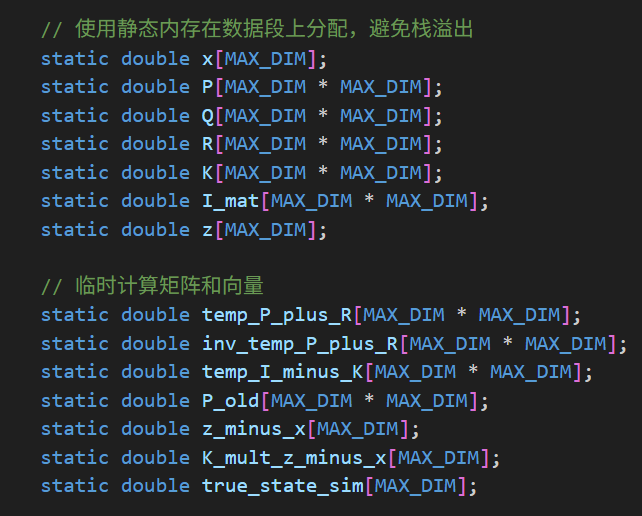 // 使用静态内存在数据段上分配，避免栈溢出
static double x[MAX_DIM];
static double P[MAX_DIM * MAX_DIM];
static double Q[MAX_DIM * MAX_DIM];
static double R[MAX_DIM * MAX_DIM];
static double K[MAX_DIM * MAX_DIM];
static double I_mat[MAX_DIM * MAX_DIM];
static double z[MAX_DIM];
// 临时计算矩阵和向量
static double temp_P_plus_R[MAX_DIM * MAX_DIM];
static double inv_temp_P_plus_R[MAX_DIM * MAX_DIM];
static double temp_I_minus_K[MAX_DIM * MAX_DIM];
static double P_old[MAX_DIM * MAX_DIM];
static double z_minus_x[MAX_DIM];
static double K_mult_z_minus_x[MAX_DIM];
static double true_state_sim[MAX_DIM];